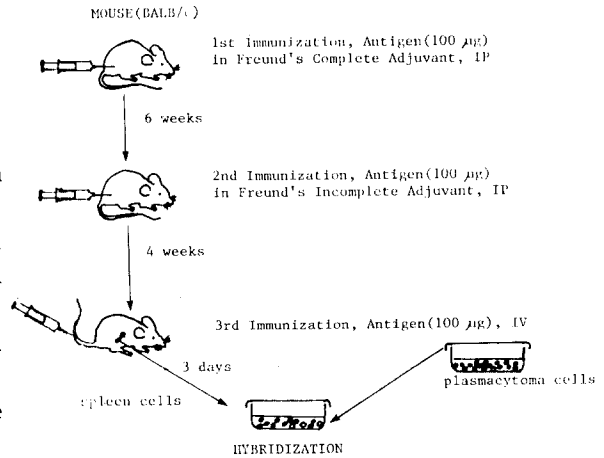 MOUSE(BALB/c)
1st Immunization, Antigen(100 µg)
in Freund's Complete Adjuvant, IP
6 weeks
2nd Immunization, Antigen(100 µg)
in Freund's Incomplete Adjuvant, IP
4 weeks
3rd Immunization, Antigen(100 µg), IV
3 days
plasmacytoma cells
spleen cells
HYBRIDIZATION